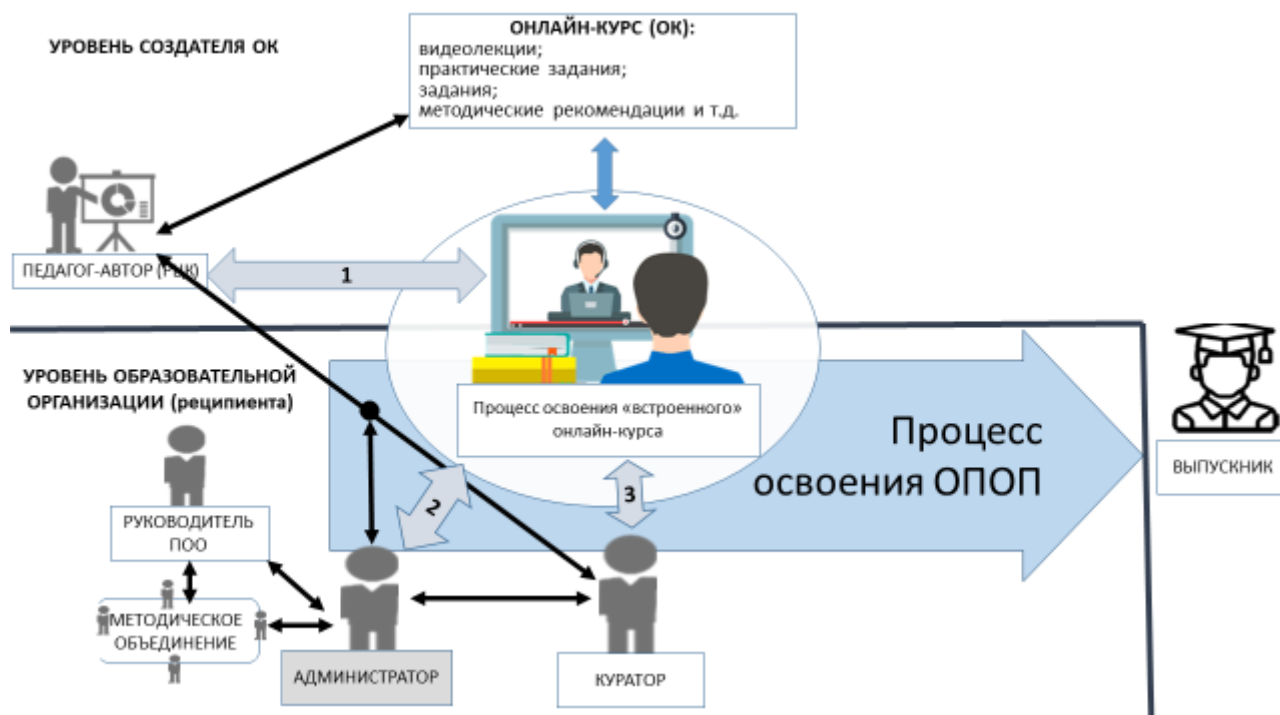 УРОВЕНЬ СОЗДАТЕЛЯ ОК
ОНЛАЙН-КУРС (ОК):
видеолекции;
практические задания;
задания;
методические рекомендации и т.д.
ПЕДАГОГ-АВТОР (РЦК)
1
УРОВЕНЬ ОБРАЗОВАТЕЛЬНОЙ
ОРГАНИЗАЦИИ (реципиента)
Процесс освоения «встроенного»
онлайн-курса
Процесс
освоения ОПОП
ВЫПУСКНИК
2
3
РУКОВОДИТЕЛЬ
ПОО
МЕТОДИЧЕСКОЕ
ОБЪЕДИНЕНИЕ
АДМИНИСТРАТОР
КУРАТОР